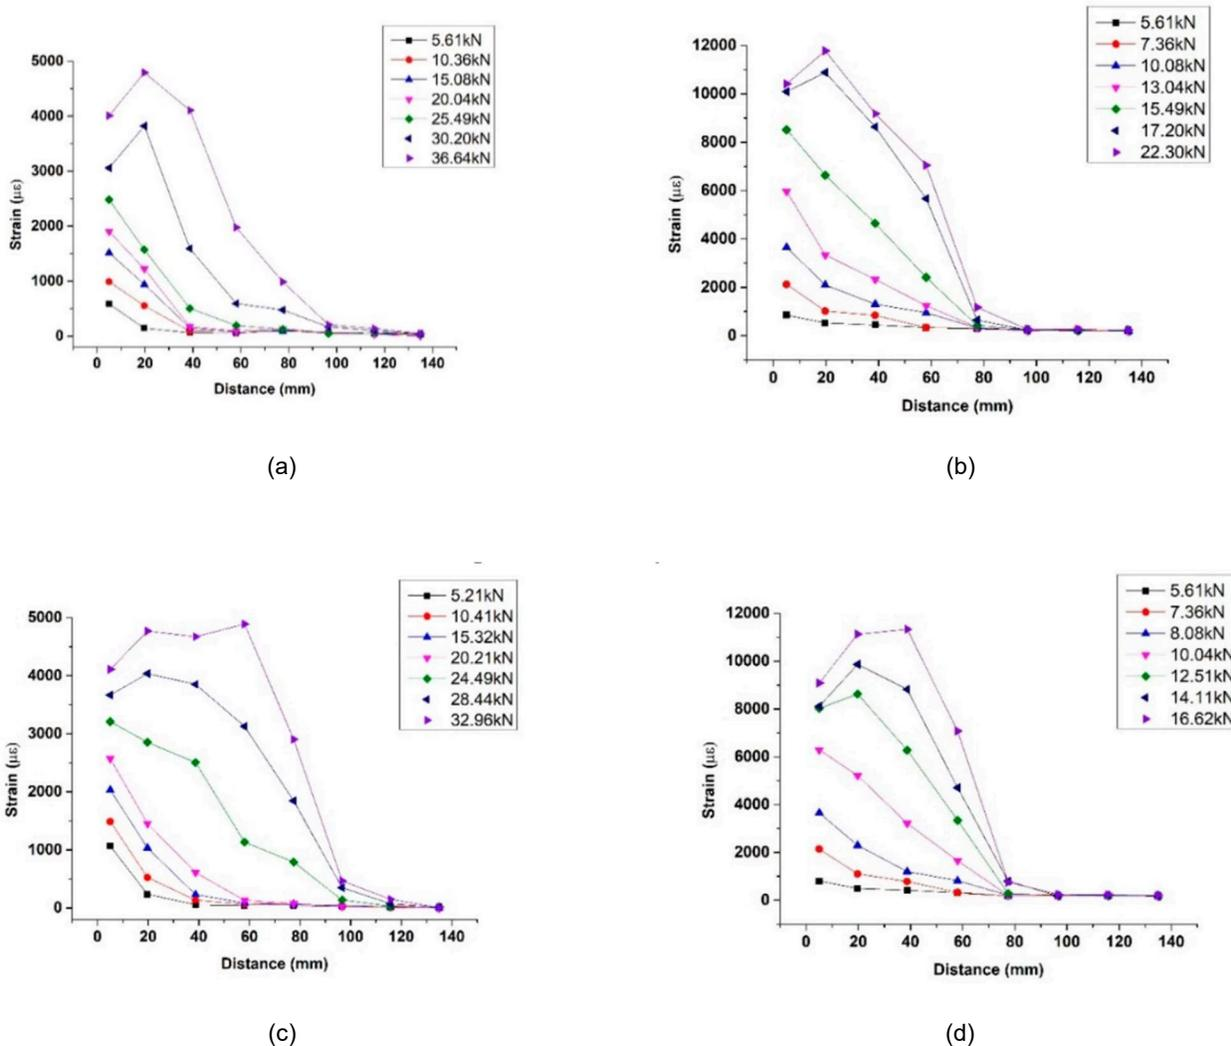 5.61kN
10.36kN
15.08kN
20.04kN
25.49kN
30.20kN
36.64kN
5000
4000
3000
2000
1000
0
Strain (με)
0 20 40 60 80 100 120 140
Distance (mm)
(a)
5.61kN
7.36kN
10.08kN
13.04kN
15.49kN
17.20kN
22.30kN
12000
10000
8000
6000
4000
2000
0
Strain (με)
0 20 40 60 80 100 120 140
Distance (mm)
(b)
5.21kN
10.41kN
15.32kN
20.21kN
24.49kN
28.44kN
32.96kN
5000
4000
3000
2000
1000
0
Strain (με)
0 20 40 60 80 100 120 140
Distance (mm)
(c)
5.61kN
7.36kN
8.08kN
10.04kN
12.51kN
14.11kN
16.62kN
12000
10000
8000
6000
4000
2000
0
Strain (με)
0 20 40 60 80 100 120 140
Distance (mm)
(d)